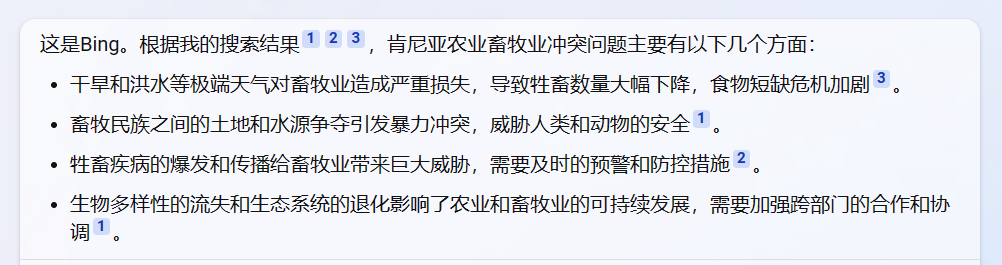 这是Bing。根据我的搜索结果1 2 3，肯尼亚农业畜牧业冲突问题主要有以下几个方面：
• 干旱和洪水等极端天气对畜牧业造成严重损失，导致牲畜数量大幅下降，食物短缺危机加剧3。
• 畜牧民族之间的土地和水源争夺引发暴力冲突，威胁人类和动物的安全1。
• 牲畜疾病的爆发和传播给畜牧业带来巨大威胁，需要及时的预警和防控措施2。
• 生物多样性的流失和生态系统的退化影响了农业和畜牧业的可持续发展，需要加强跨部门的合作和协
调1。